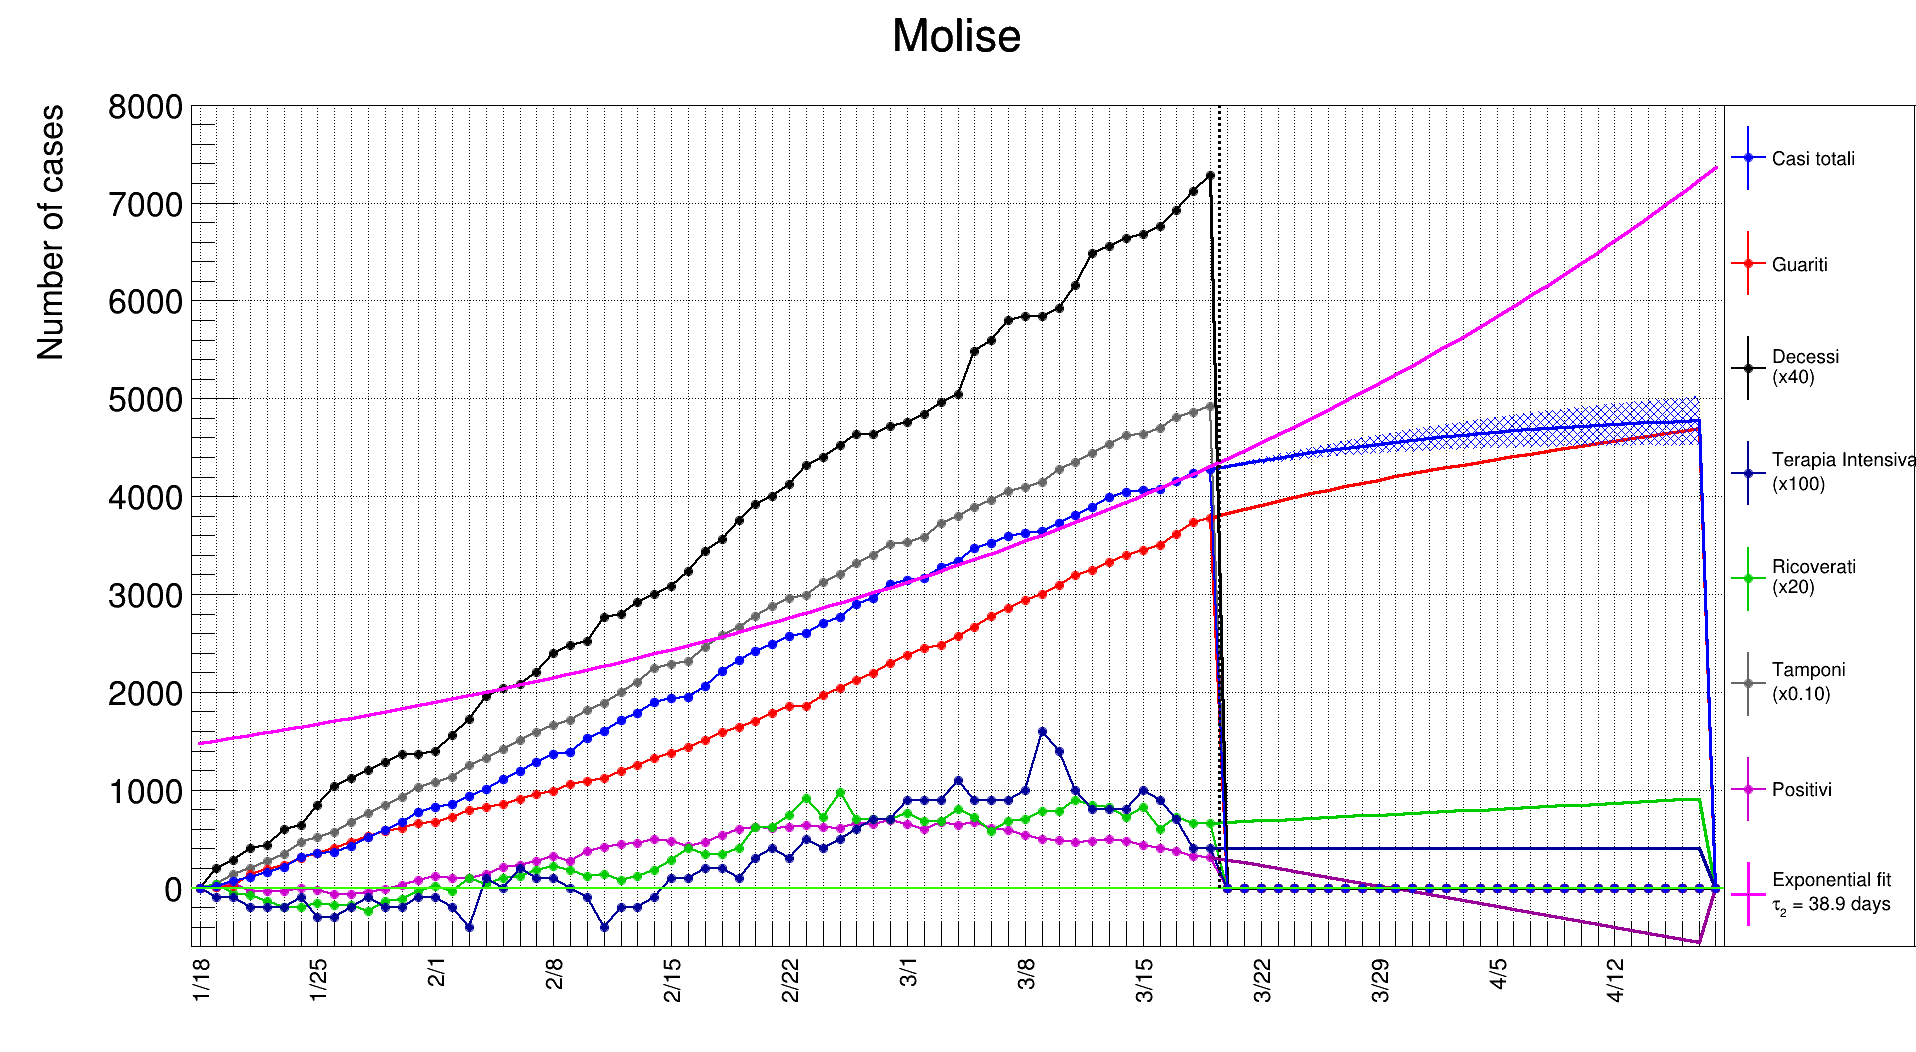 Molise
Number of cases
8000
7000
6000
5000
4000
3000
2000
1000
0
1/18
1/25
2/1
2/8
2/15
2/22
3/1
3/8
3/15
3/22
3/29
4/5
4/12
Casi totali
Guariti
Decessi
(x40)
Terapia Intensiva
(x100)
Ricoverati
(x20)
Tamponi
(x0.10)
Positivi
Exponential fit
τ2 = 38.9 days